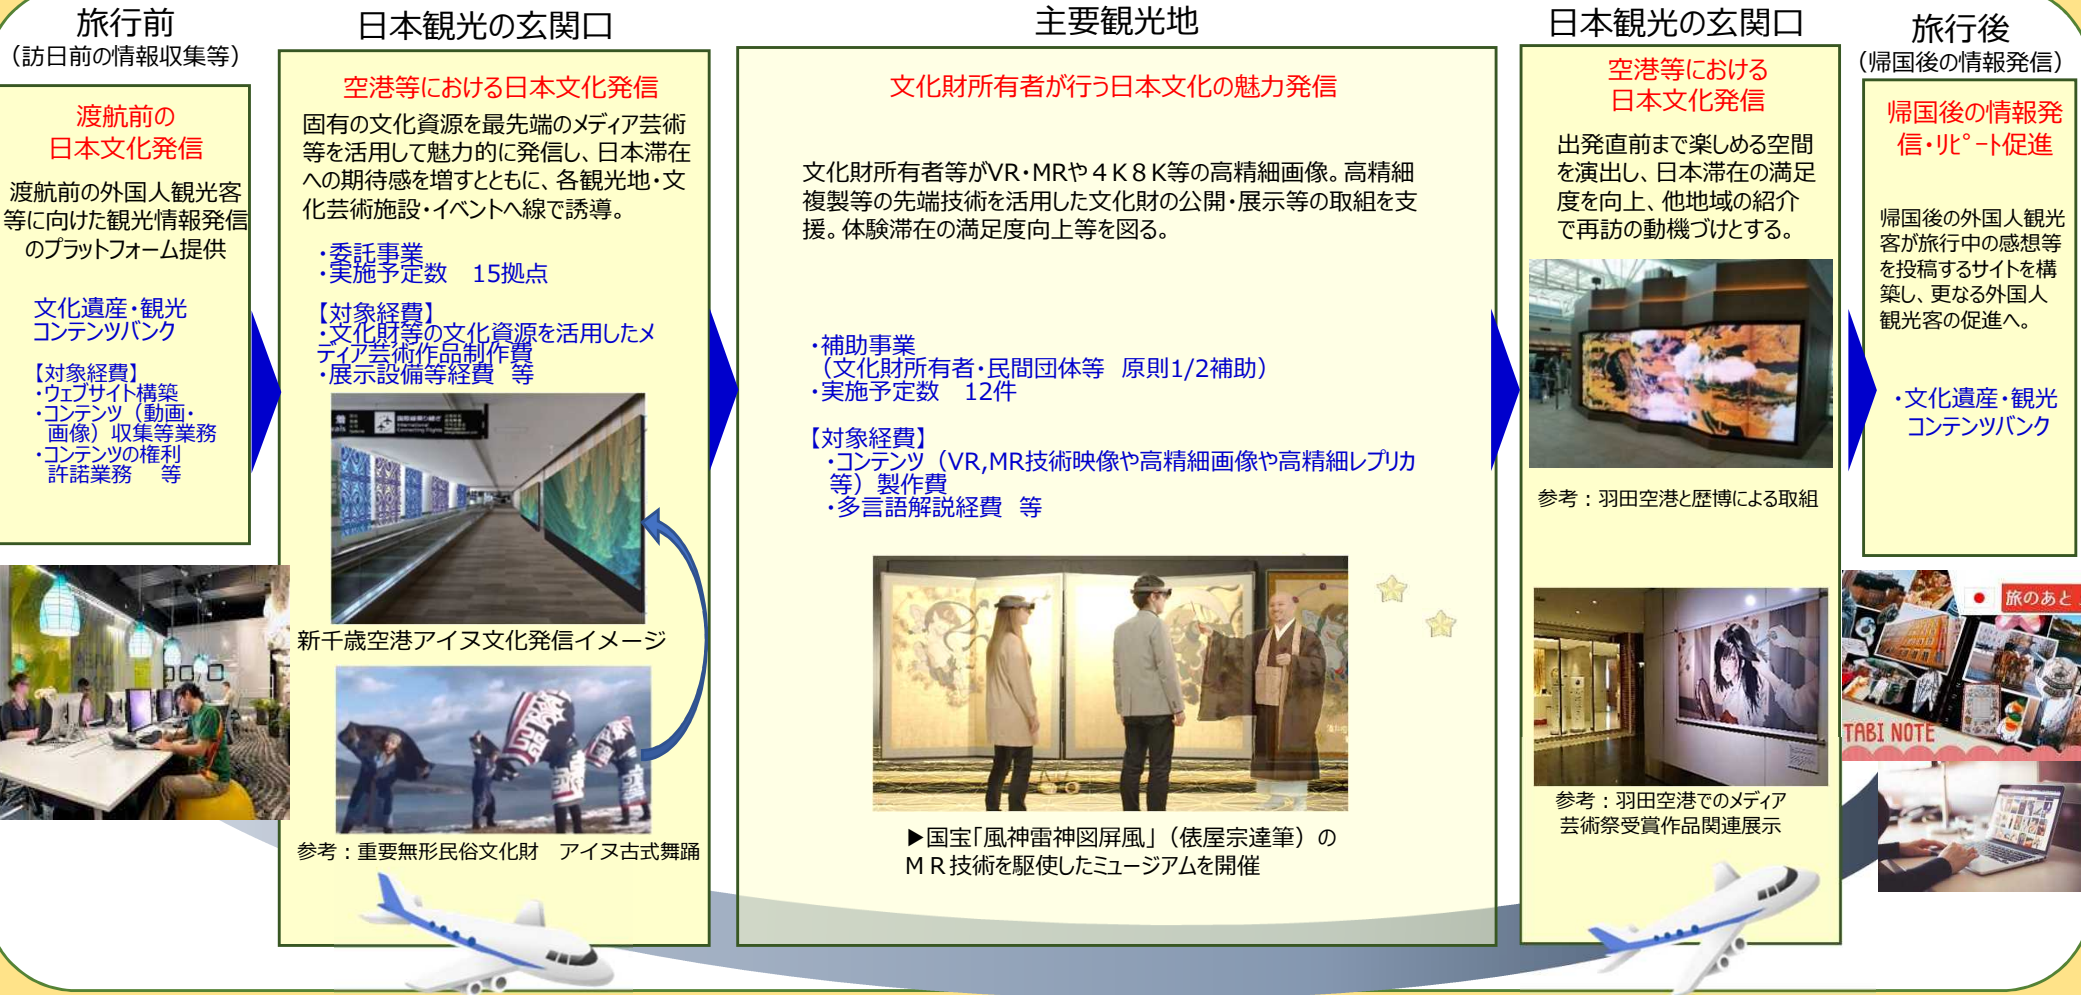 旅行前
（訪日前の情報収集等）
渡航前の
日本文化発信
渡航前の外国人観光客
等に向けた観光情報発信
のプラットフォーム提供
文化遺産・観光
コンテンツバンク
【対象経費】
・ウェブサイト構築
・コンテンツ（動画・
画像）収集等業務
・コンテンツの権利
許諾業務　等
日本観光の玄関口
空港等における日本文化発信
固有の文化資源を最先端のメディア芸術
等を活用して魅力的に発信し、日本滞在
への期待感を増すとともに、各観光地・文
化芸術施設・イベントへ線で誘導。
・委託事業
・実施予定数　15拠点
【対象経費】
・文化財等の文化資源を活用したメ
ディア芸術作品制作費
・展示設備等経費　等
国際線乗り継ぎ
International
Connecting Flights
新千歳空港アイヌ文化発信イメージ
参考：重要無形民俗文化財　アイヌ古式舞踊
主要観光地
文化財所有者が行う日本文化の魅力発信
文化財所有者等がVR・MRや４K８K等の高精細画像。高精細
複製等の先端技術を活用した文化財の公開・展示等の取組を支
援。体験滞在の満足度向上等を図る。
・補助事業
（文化財所有者・民間団体等　原則1/2補助）
・実施予定数　12件
【対象経費】
・コンテンツ（VR,MR技術映像や高精細画像や高精細レプリカ
等）製作費
・多言語解説経費　等
▶国宝「風神雷神図屏風」（俵屋宗達筆）の
ＭＲ技術を駆使したミュージアムを開催
日本観光の玄関口
空港等における
日本文化発信
出発直前まで楽しめる空間
を演出し、日本滞在の満足
度を向上、他地域の紹介
で再訪の動機づけとする。
参考：羽田空港と歴博による取組
参考：羽田空港でのメディア
芸術祭受賞作品関連展示
旅行後
（帰国後の情報発信）
帰国後の情報発
信・ﾘﾋﾟｰﾄ促進
帰国後の外国人観光
客が旅行中の感想等
を投稿するサイトを構
築し、更なる外国人
観光客の促進へ。
・文化遺産・観光
コンテンツバンク
旅のあと
TABI NOTE